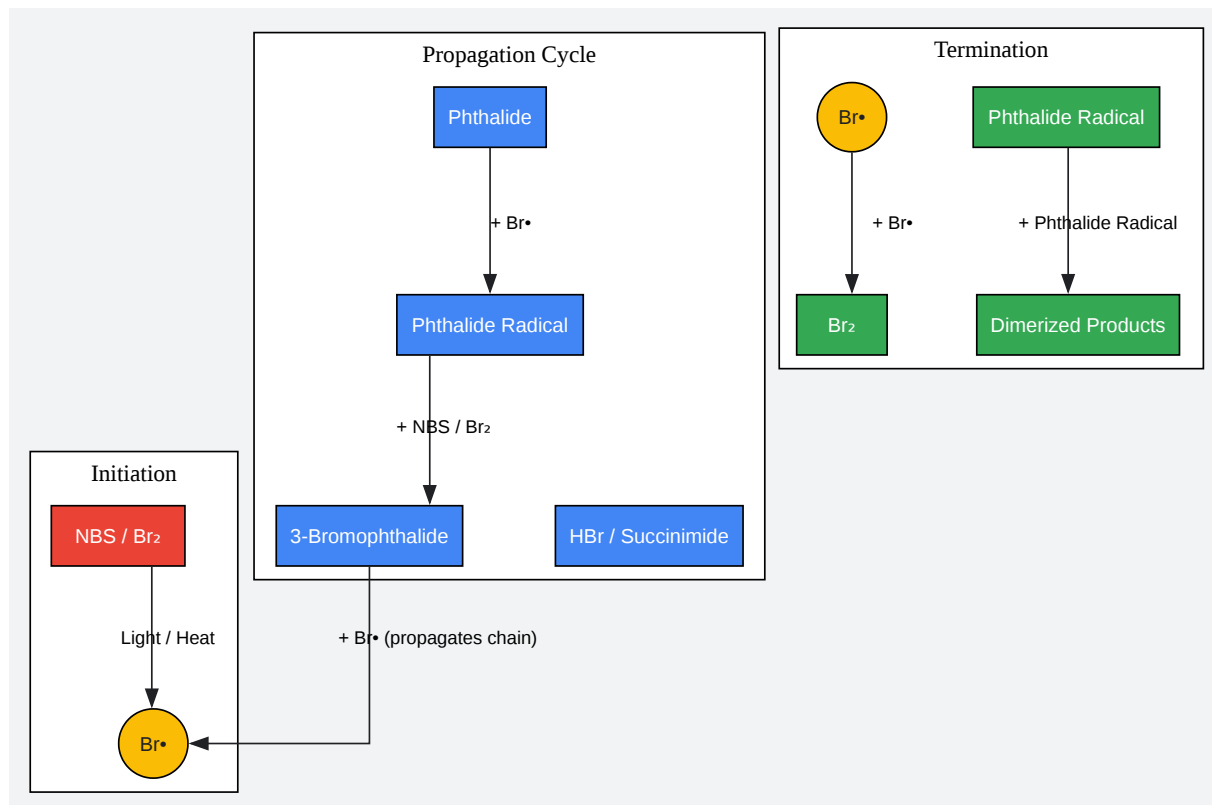 Propagation Cycle
Phthalide
+ Br•
Phthalide Radical
+ NBS / Br₂
3-Bromophthalide
HBr / Succinimide
+ Br• (propagates chain)
Termination
Br•
Phthalide Radical
+ Br•
+ Phthalide Radical
Br₂
Dimerized Products
Initiation
NBS / Br₂
Light / Heat
Br•